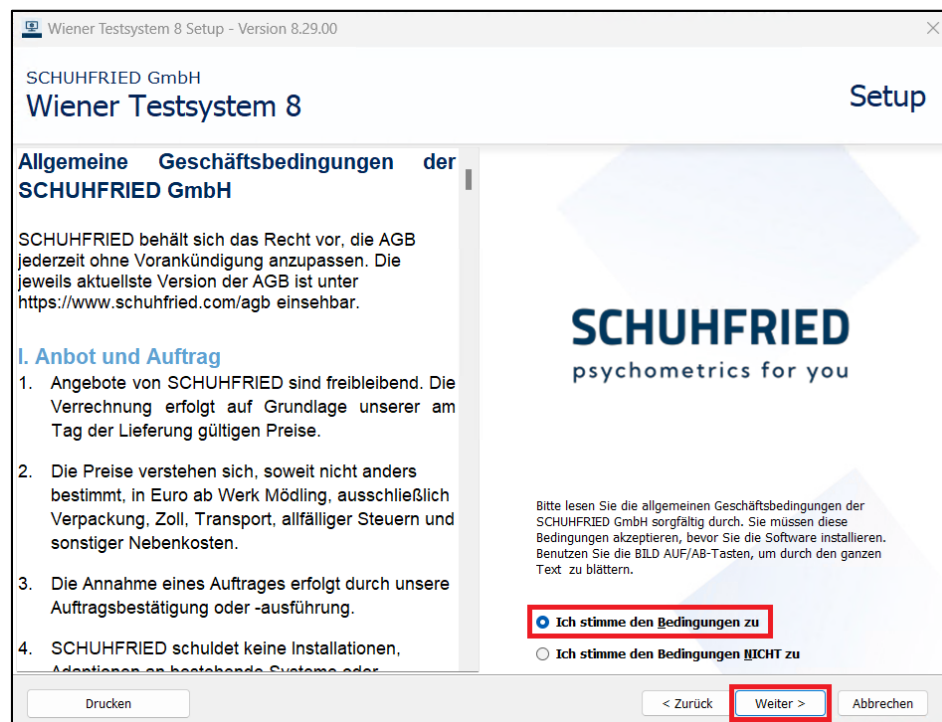 Wiener Testsystem 8 Setup - Version 8.29.00
SCHUHFRIED GmbH
Wiener Testsystem 8
Setup
Allgemeine Geschäftsbedingungen der
SCHUHFRIED GmbH
SCHUHFRIED behält sich das Recht vor, die AGB
jederzeit ohne Vorankündigung anzupassen. Die
jeweils aktuellste Version der AGB ist unter
https://www.schuhfried.com/agb einsehbar.
I. Anbot und Auftrag
1. Angebote von SCHUHFRIED sind freibleibend. Die
Verrechnung erfolgt auf Grundlage unserer am
Tag der Lieferung gültigen Preise.
2. Die Preise verstehen sich, soweit nicht anders
bestimmt, in Euro ab Werk Mödling, ausschließlich
Verpackung, Zoll, Transport, allfälliger Steuern und
sonstiger Nebenkosten.
3. Die Annahme eines Auftrages erfolgt durch unsere
Auftragsbestätigung oder -ausführung.
4. SCHUHFRIED schuldet keine Installationen,
Adaptionen an bestehende Systeme oder
SCHUHFRIED
psychometrics for you
Bitte lesen Sie die allgemeinen Geschäftsbedingungen der
SCHUHFRIED GmbH sorgfältig durch. Sie müssen diese
Bedingungen akzeptieren, bevor Sie die Software installieren.
Benutzen Sie die BILD AUF/AB-Tasten, um durch den ganzen
Text zu blättern.
Ich stimme den Bedingungen zu
Ich stimme den Bedingungen NICHT zu
Drucken
< Zurück
Weiter >
Abbrechen